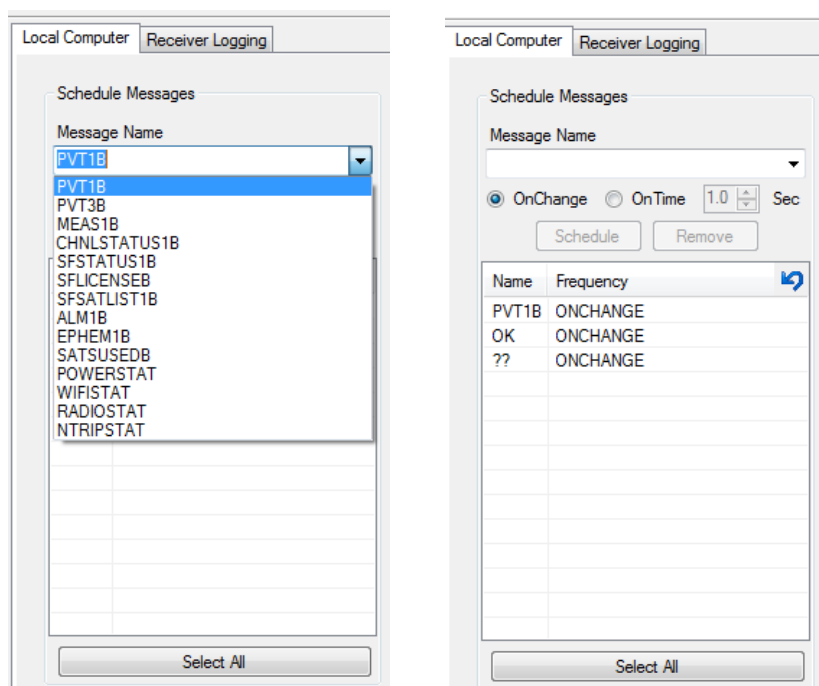 Local Computer Receiver Logging
Schedule Messages
Message Name
PVT1B
PVT1B
PVT3B
MEAS1B
CHNLSTATUS1B
SFSTATUS1B
SFLICENSEB
SFSATLIST1B
ALM1B
EPHEM1B
SATSUSEDB
POWERSTAT
WIFISTAT
RADIOSTAT
NTRIPSTAT
Select All
Local Computer Receiver Logging
Schedule Messages
Message Name
OnChange OnTime 1.0 Sec
Schedule Remove
Name Frequency
PVT1B ONCHANGE
OK ONCHANGE
?? ONCHANGE
Select All